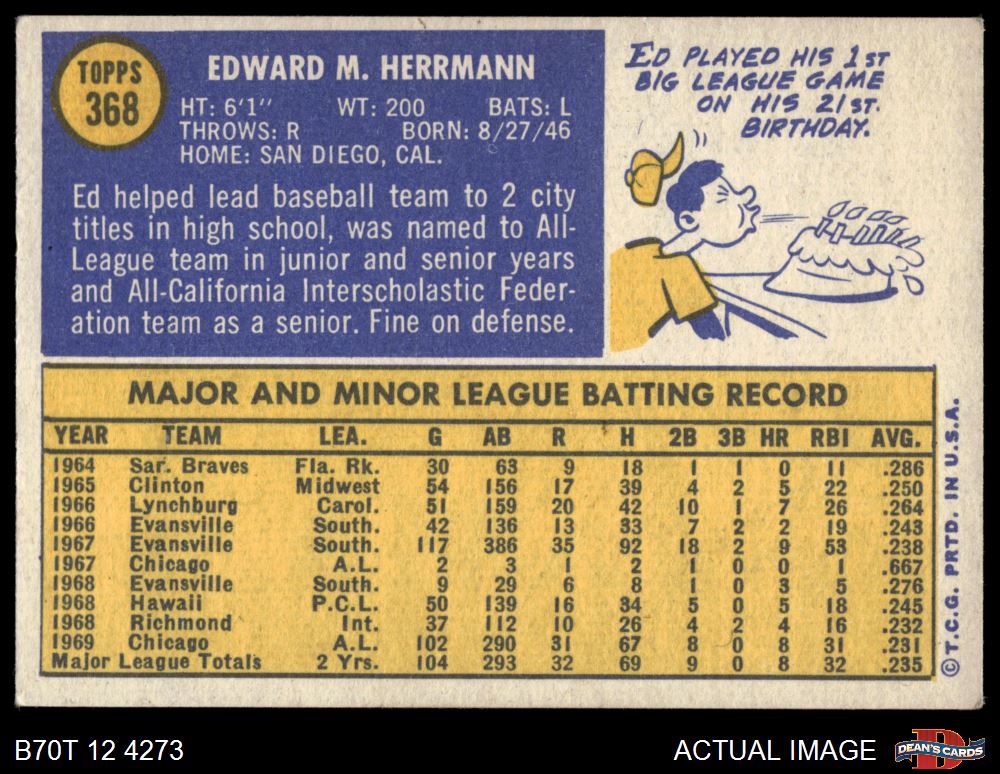 TOPPS
368
EDWARD M. HERRMANN
HT: 6'1" WT: 200 BATS: L
THROWS: R BORN: 8/27/46
HOME: SAN DIEGO, CAL.
Ed helped lead baseball team to 2 city
titles in high school, was named to All-
League team in junior and senior years
and All-California Interscholastic Feder-
ation team as a senior. Fine on defense.
ED PLAYED HIS 1ST
BIG LEAGUE GAME
ON HIS 21ST.
BIRTHDAY.
MAJOR AND MINOR LEAGUE BATTING RECORD
YEAR TEAM LEA. G AB R H 2B 3B HR RBI AVG.
1964 Sar. Braves Fla. Rk. 30 63 9 18 1 1 0 11 .286
1965 Clinton Midwest 54 156 17 39 4 2 5 22 .250
1966 Lynchburg Carol. 51 159 20 42 10 1 7 26 .264
1966 Evansville South. 42 136 13 33 7 2 2 19 .243
1967 Evansville South. 117 386 35 92 18 2 9 53 .238
1967 Chicago A.L. 2 3 1 2 1 0 0 1 .667
1968 Evansville South. 9 29 6 8 1 0 3 5 .276
1968 Hawaii P.C.L. 50 139 16 34 5 0 5 18 .245
1968 Richmond Int. 37 112 10 26 4 2 4 16 .232
1969 Chicago A.L. 102 290 31 67 8 0 8 31 .231
Major League Totals 2 Yrs. 104 293 32 69 9 0 8 32 .235
© T.C.G. PRTD. IN U.S.A.
B70T 12 4273
ACTUAL IMAGE
DEAN'S CARDS